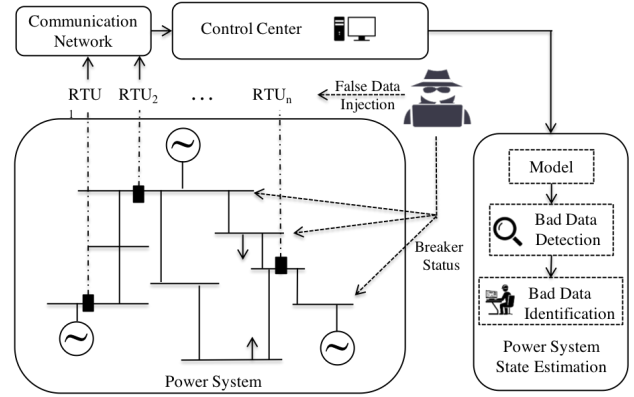 Communication
Network
Control Center
RTU
RTU2
...
RTUn
False Data
Injection
Model
Bad Data
Detection
Breaker
Status
Bad Data
Identification
Power System
Power System
State Estimation